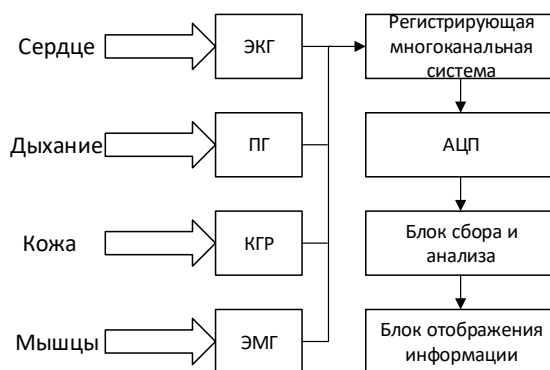 Сердце
ЭКГ
Регистрирующая
многоканальная
система
Дыхание
ПГ
АЦП
Кожа
КГР
Блок сбора и
анализа
Мышцы
ЭМГ
Блок отображения
информации